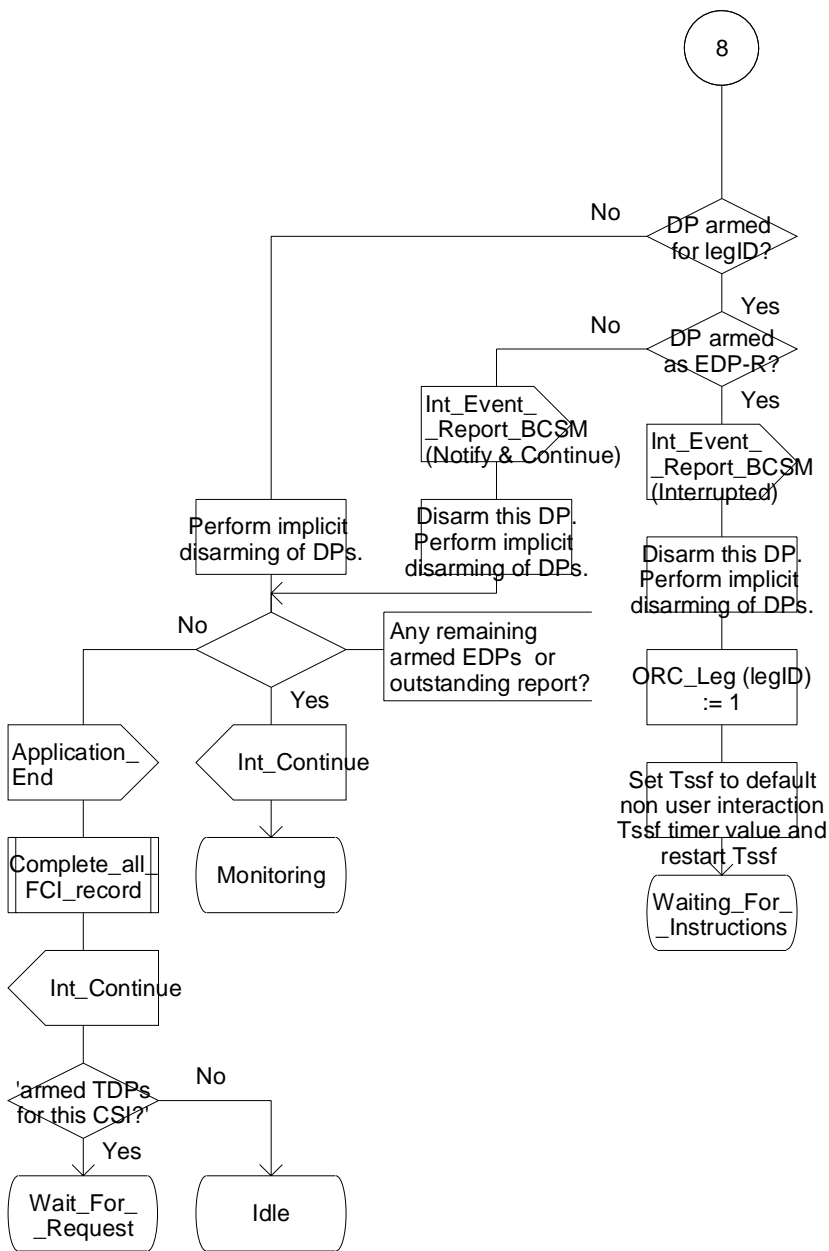 8
No
DP armed
for legID?
Yes
No
DP armed
as EDP-R?
Yes
Int_Event_
_Report_BCSM
(Notify & Continue)
Int_Event_
_Report_BCSM
(Interrupted)
Perform implicit
disarming of DPs.
Disarm this DP.
Perform implicit
disarming of DPs.
Disarm this DP.
Perform implicit
disarming of DPs.
No
Any remaining
armed EDPs or
outstanding report?
Yes
ORC_Leg (legID)
:= 1
Application_
End
Int_Continue
Set Tssf to default
non user interaction
Tssf timer value and
restart Tssf
Complete_all_
FCI_record
Monitoring
Waiting_For_
_Instructions
Int_Continue
'armed TDPs
for this CSI?'
No
Yes
Wait_For_
_Request
Idle